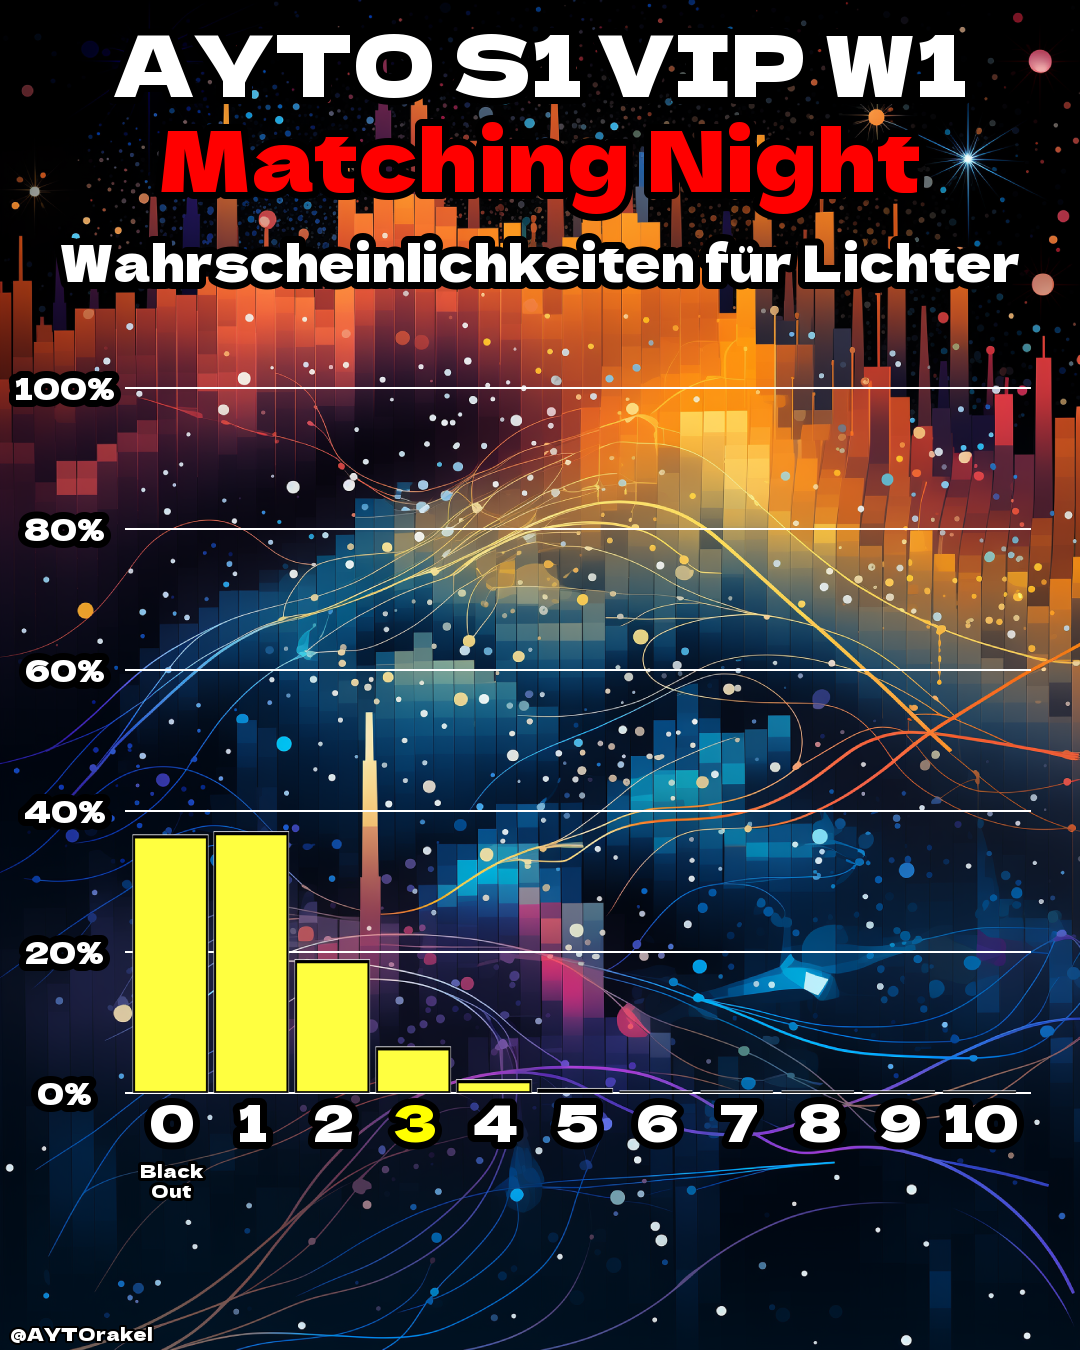 AYTO S1 VIP W1
Matching Night
Wahrscheinlichkeiten für Lichter
100%
80%
60%
40%
20%
0%
0 1 2 3 4 5 6 7 8 9 10
Black
Out
@AYTOrakel